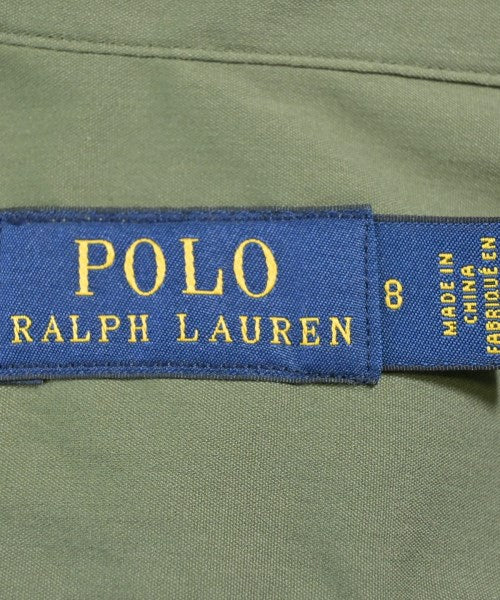 POLO
RALPH LAUREN
8
MADE IN
CHINA
FABRIQUÉ EN